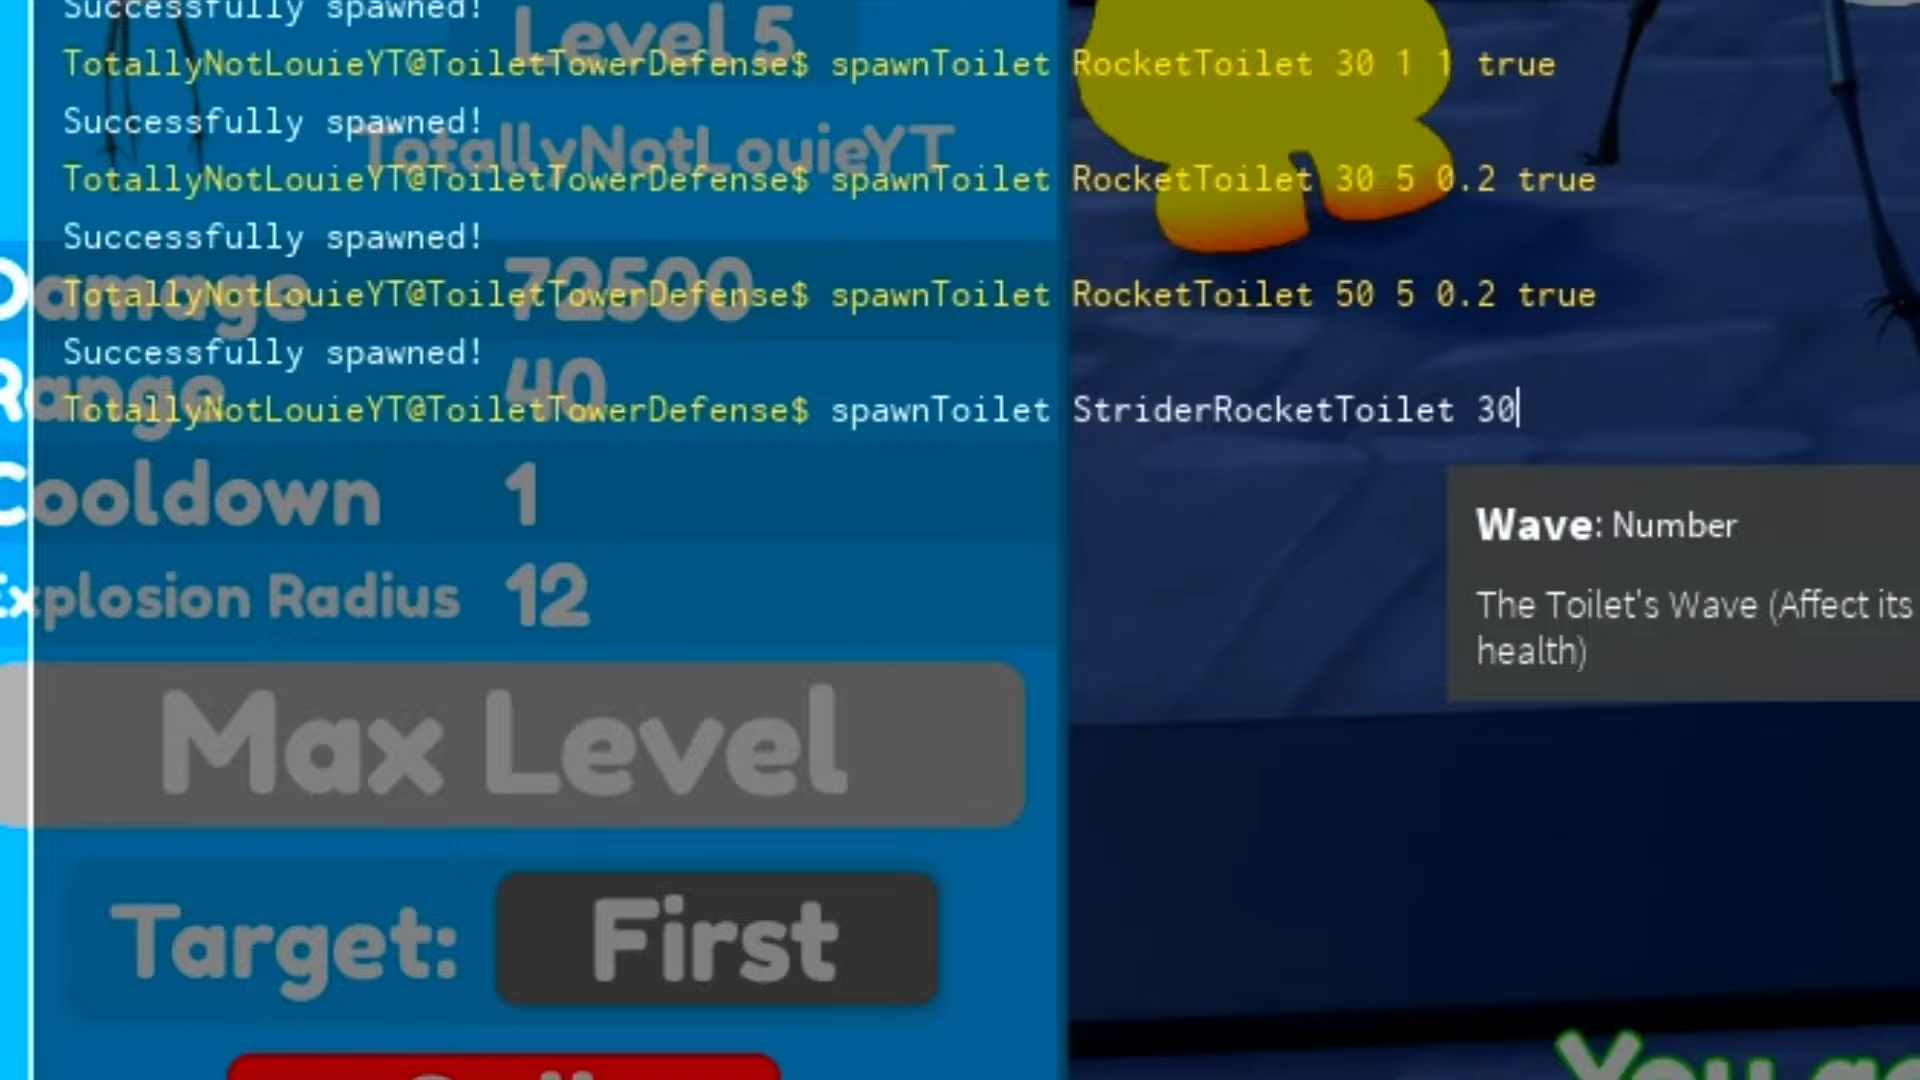 Successfully spawned!
Level 5
TotallyNotLouieYT@ToiletTowerDefense$ spawnToilet RocketToilet 30 1 1 true
Successfully spawned!
TotallyNotLouieYT
TotallyNotLouieYT@ToiletTowerDefense$ spawnToilet RocketToilet 30 5 0.2 true
Successfully spawned!
Damage 72500
TotallyNotLouieYT@ToiletTowerDefense$ spawnToilet RocketToilet 50 5 0.2 true
Successfully spawned!
Range 40
TotallyNotLouieYT@ToiletTowerDefense$ spawnToilet StriderRocketToilet 30
Cooldown 1
Wave: Number
Explosion Radius 12
The Toilet's Wave (Affect its
health)
Max Level
Target: First
You